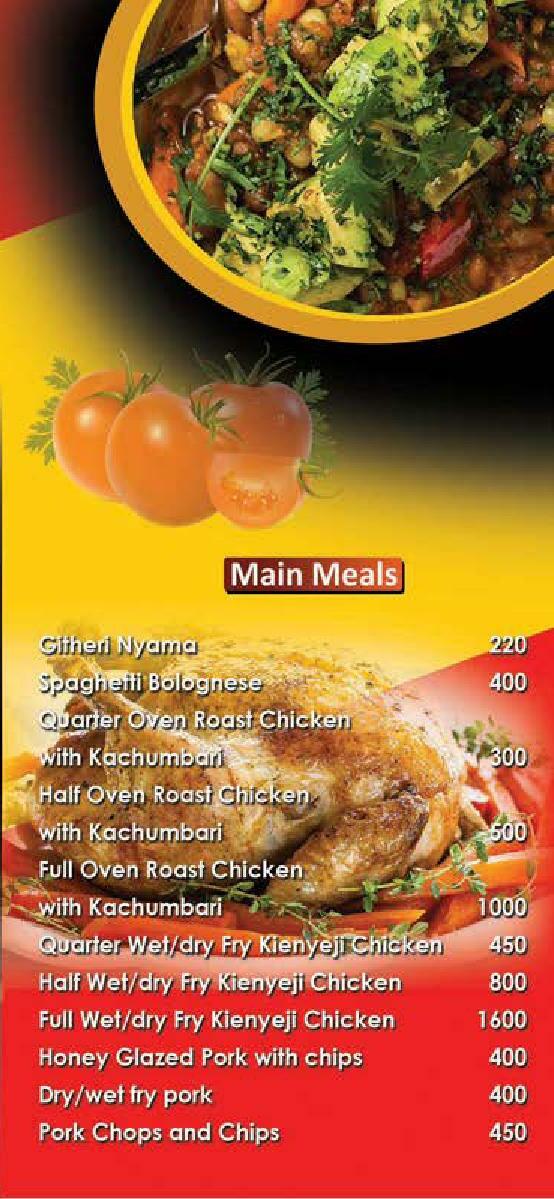 Main Meals
Githeri Nyama 220
Spaghetti Bolognese 400
Quarter Oven Roast Chicken
with Kachumbari 300
Half Oven Roast Chicken
with Kachumbari 500
Full Oven Roast Chicken
with Kachumbari 1000
Quarter Wet/dry Fry Kienyeji Chicken 450
Half Wet/dry Fry Kienyeji Chicken 800
Full Wet/dry Fry Kienyeji Chicken 1600
Honey Glazed Pork with chips 400
Dry/wet fry pork 400
Pork Chops and Chips 450